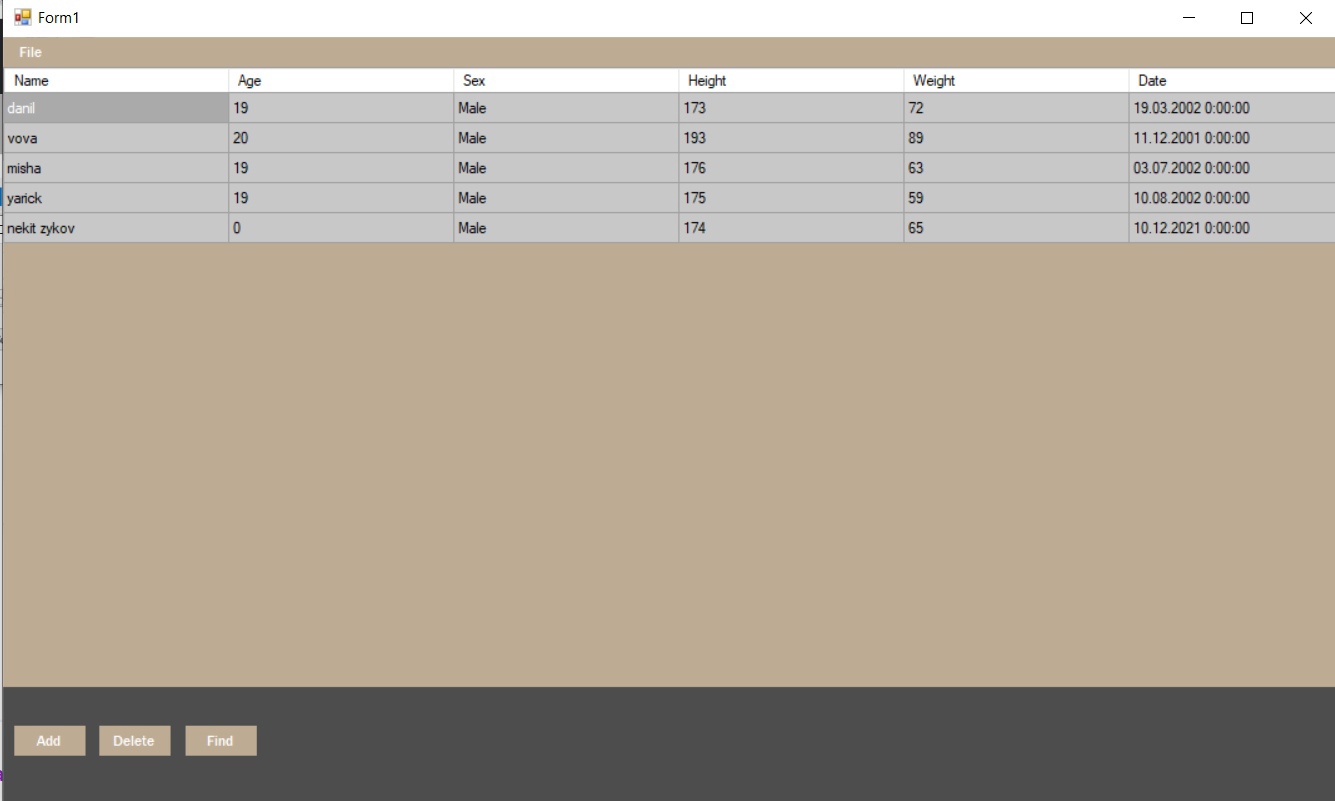 Form1
File
Name Age Sex Height Weight Date
danil 19 Male 173 72 19.03.2002 0:00:00
vova 20 Male 193 89 11.12.2001 0:00:00
misha 19 Male 176 63 03.07.2002 0:00:00
yarick 19 Male 175 59 10.08.2002 0:00:00
nekit zykov 0 Male 174 65 10.12.2021 0:00:00
Add Delete Find